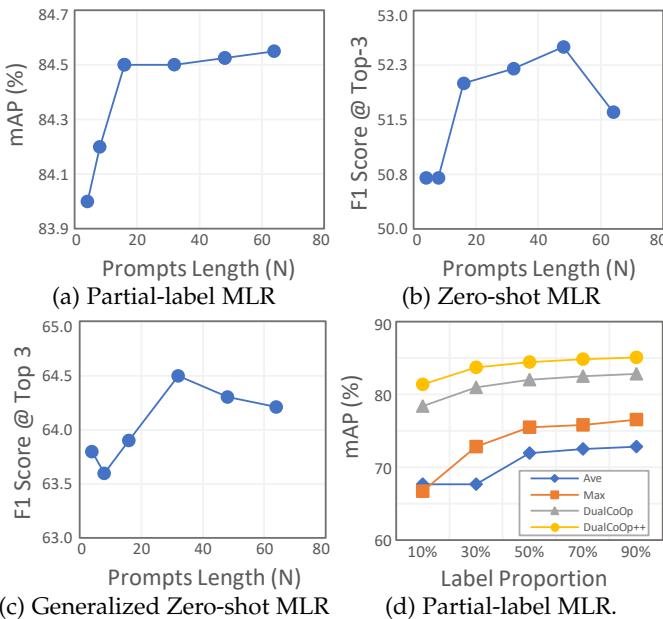 84.7
84.5
84.3
84.1
83.9
mAP (%)
0 20 40 60 80
Prompts Length (N)
(a) Partial-label MLR
53.0
52.3
51.5
50.8
50.0
F1 Score @ Top-3
0 20 40 60 80
Prompts Length (N)
(b) Zero-shot MLR
65.0
64.5
64.0
63.5
63.0
F1 Score @ Top 3
0 20 40 60 80
Prompts Length (N)
(c) Generalized Zero-shot MLR
90
80
70
60
mAP (%)
Ave
Max
DualCoOp
DualCoOp++
10% 30% 50% 70% 90%
Label Proportion
(d) Partial-label MLR.